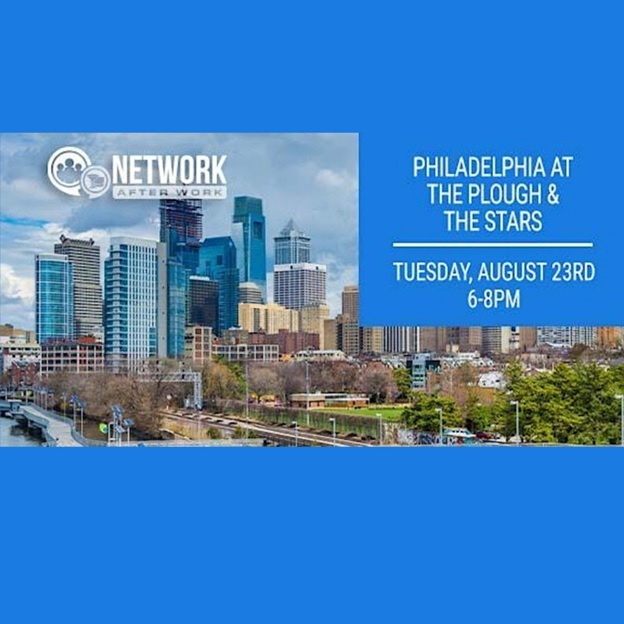 NETWORK
AFTER WORK
PHILADELPHIA AT
THE PLOUGH &
THE STARS
TUESDAY, AUGUST 23RD
6-8PM